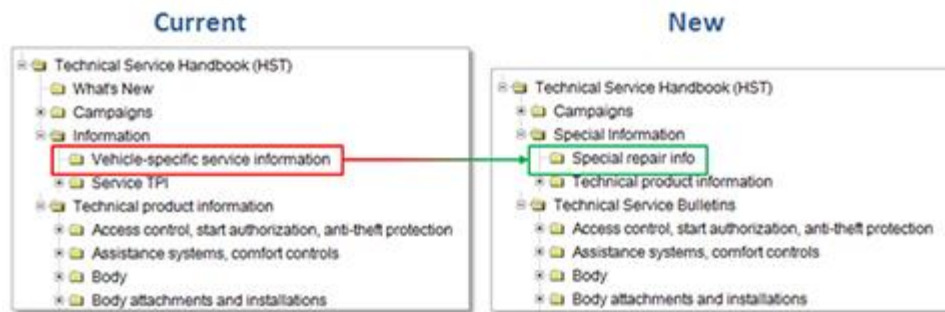 Current
Technical Service Handbook (HST)
What's New
Campaigns
Information
Vehicle-specific service information
Service TPI
Technical product information
Access control, start authorization, anti-theft protection
Assistance systems, comfort controls
Body
Body attachments and installations
New
Technical Service Handbook (HST)
Campaigns
Special Information
Special repair info
Technical product information
Technical Service Bulletins
Access control, start authorization, anti-theft protection
Assistance systems, comfort controls
Body
Body attachments and installations